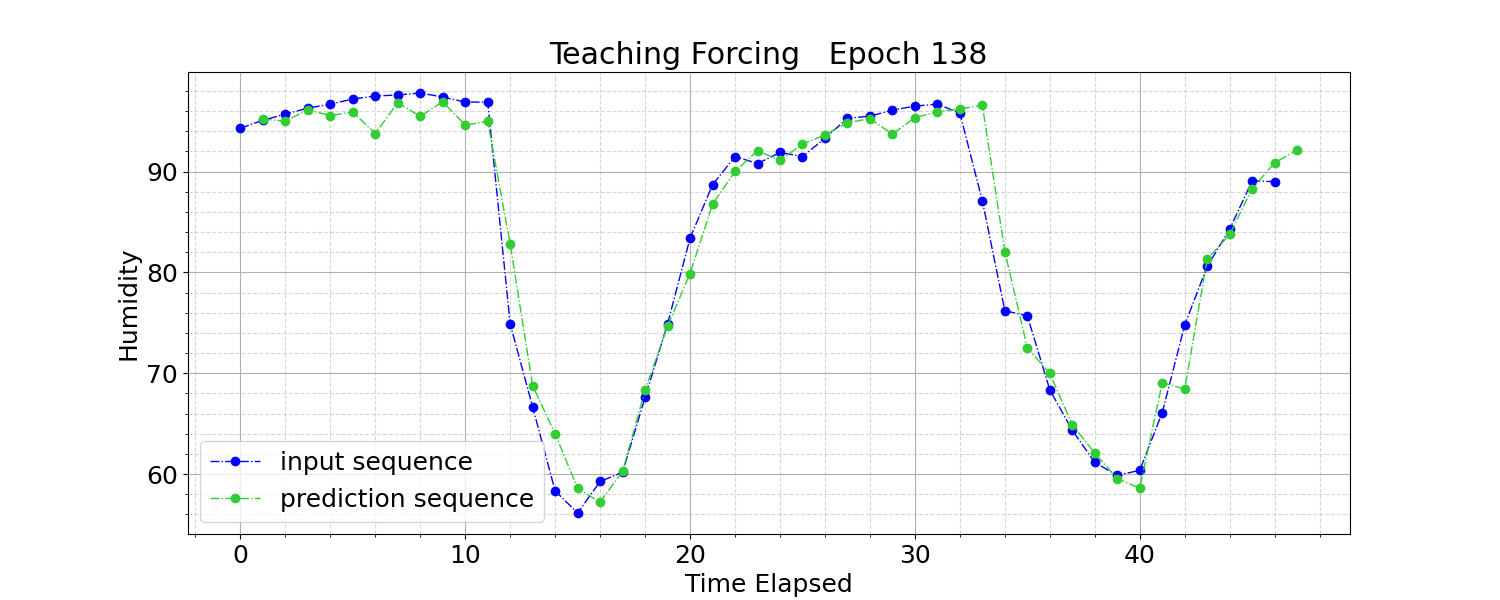 Teaching Forcing   Epoch 138
Humidity
90
80
70
60
input sequence
prediction sequence
0 10 20 30 40
Time Elapsed